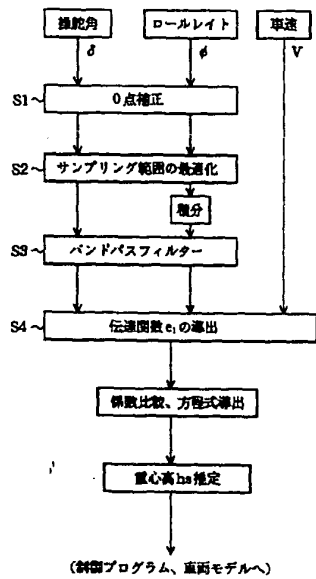 操舵角 ロールレイト 車速
δ φ V
S1 0点補正
S2 サンプリング範囲の最適化
積分
S3 バンドパスフィルター
S4 伝達関数e₁の導出
係数比較、方程式導出
重心高hs推定
(制御プログラム、車両モデルへ)